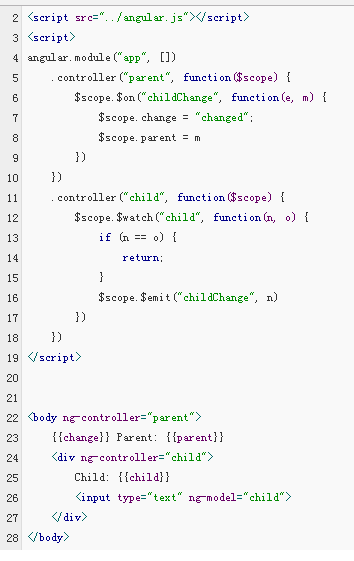 2 <script src="../angular.js"></script>
3 <script>
4 angular.module("app", [])
5     .controller("parent", function($scope) {
6         $scope.$on("childChange", function(e, m) {
7             $scope.change = "changed";
8             $scope.parent = m
9         })
10     })
11     .controller("child", function($scope) {
12         $scope.$watch("child", function(n, o) {
13             if (n == o) {
14                 return;
15             }
16             $scope.$emit("childChange", n)
17         })
18     })
19 </script>
20
21
22 <body ng-controller="parent">
23     {{change}} Parent: {{parent}}
24     <div ng-controller="child">
25         Child: {{child}}
26         <input type="text" ng-model="child">
27     </div>
28 </body>